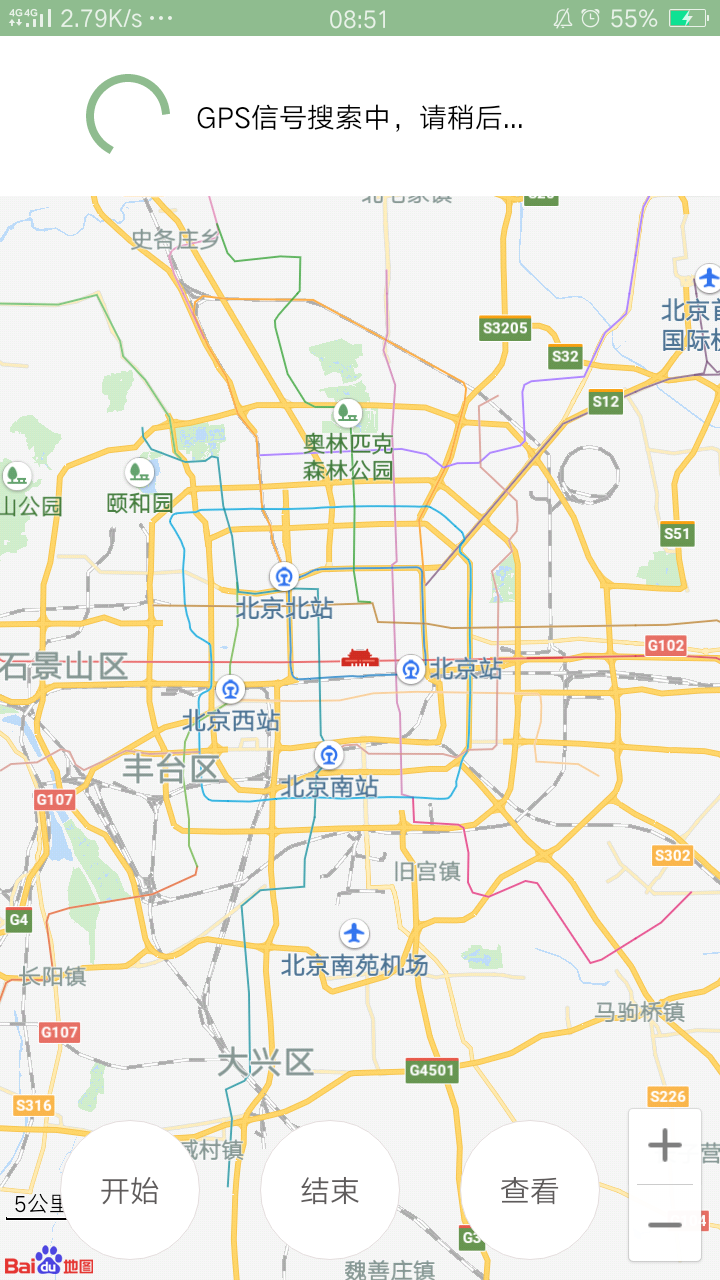 4G 4G 2.79K/s ... 08:51 55%
GPS信号搜索中，请稍后...
史各庄乡
S3205
北京首
国际机
S32
S12
奥林匹克
森林公园
山公园
颐和园
S51
北京北站
G102
石景山区
北京站
北京西站
丰台区
北京南站
G107
S302
旧宫镇
G4
北京南苑机场
长阳镇
马驹桥镇
G107
大兴区
G4501
S226
S316
臧村镇
营
开始
结束
查看
+
5公里
−
G3
Bai du 地图
魏善庄镇